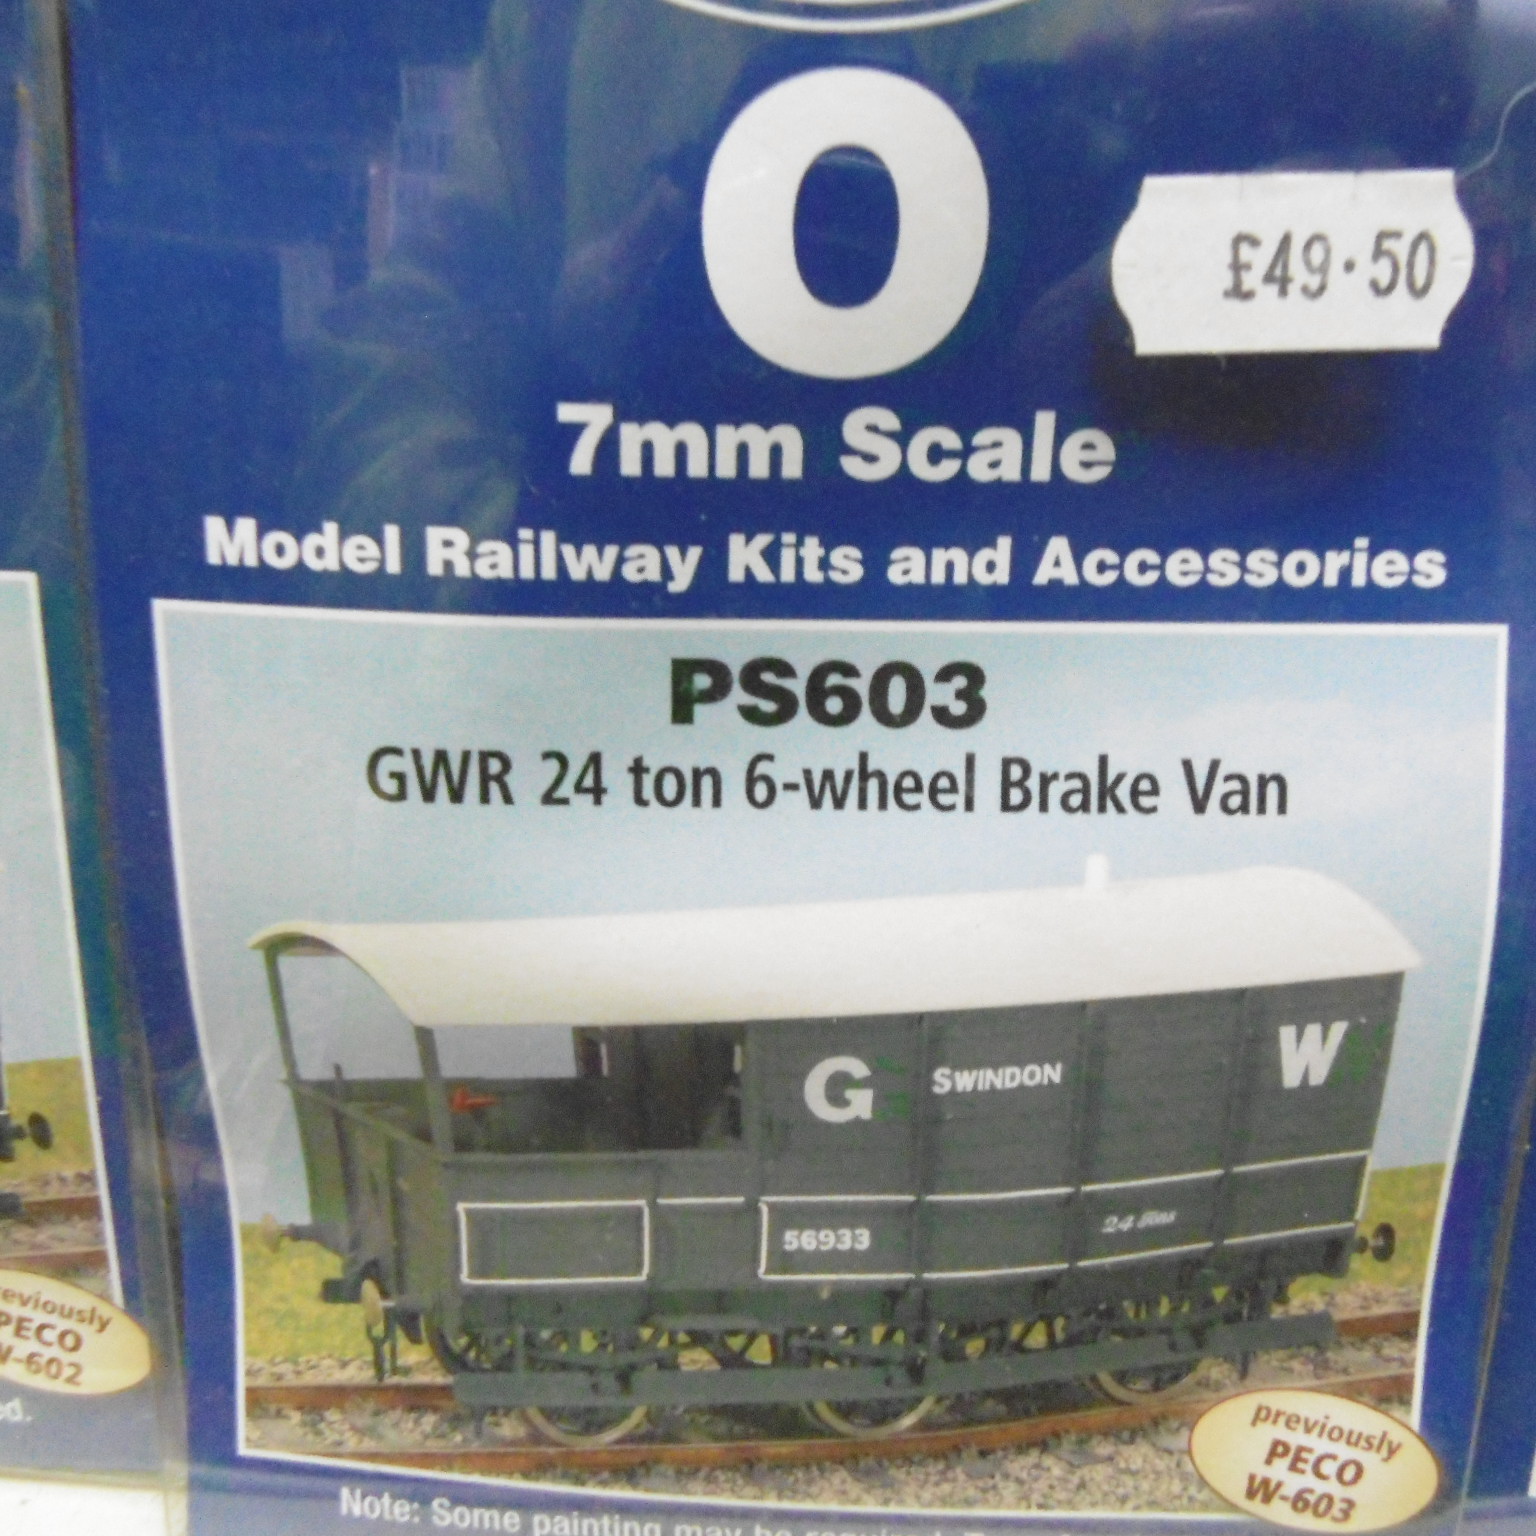 O
£49.50
7mm Scale
Model Railway Kits and Accessories
PS603
GWR 24 ton 6-wheel Brake Van
G SWINDON W
56933
24 Tons
previously
PECO
W-603
PECO
W-602
ed.
Note: Some painting may be required.